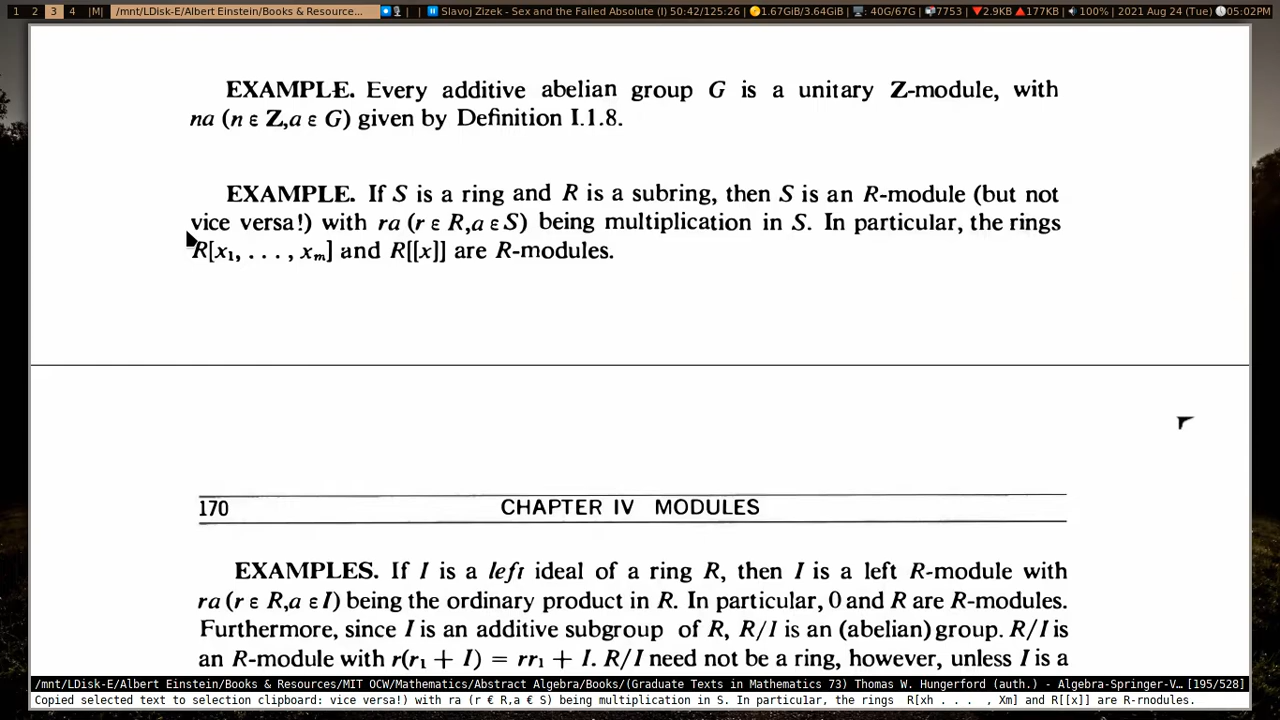 1 2 3 4 |M| /mnt/LDisk-E/Albert Einstein/Books & Resource... | | Slavoj Zizek - Sex and the Failed Absolute (I) 50:42/125:26 | 1.67GiB/3.64GiB | : 40G/67G | 7753 | ▼2.9KB ▲177KB | 100% | 2021 Aug 24 (Tue) 05:02PM
EXAMPLE. Every additive abelian group G is a unitary Z-module, with
na (n ε Z,a ε G) given by Definition I.1.8.
EXAMPLE. If S is a ring and R is a subring, then S is an R-module (but not
vice versa!) with ra (r ε R,a ε S) being multiplication in S. In particular, the rings
R[x₁, . . . , xₘ] and R[[x]] are R-modules.
170 CHAPTER IV MODULES
EXAMPLES. If I is a left ideal of a ring R, then I is a left R-module with
ra (r ε R,a ε I) being the ordinary product in R. In particular, 0 and R are R-modules.
Furthermore, since I is an additive subgroup of R, R/I is an (abelian) group. R/I is
an R-module with r(r₁ + I) = rr₁ + I. R/I need not be a ring, however, unless I is a
/mnt/LDisk-E/Albert Einstein/Books & Resources/MIT OCW/Mathematics/Abstract Algebra/Books/(Graduate Texts in Mathematics 73) Thomas W. Hungerford (auth.) - Algebra-Springer-V… [195/528]
Copied selected text to selection clipboard: vice versa!) with ra (r € R,a € S) being multiplication in S. In particu1ar, the rings R[xh . . . , Xm] and R[[x]] are R-rnodules.